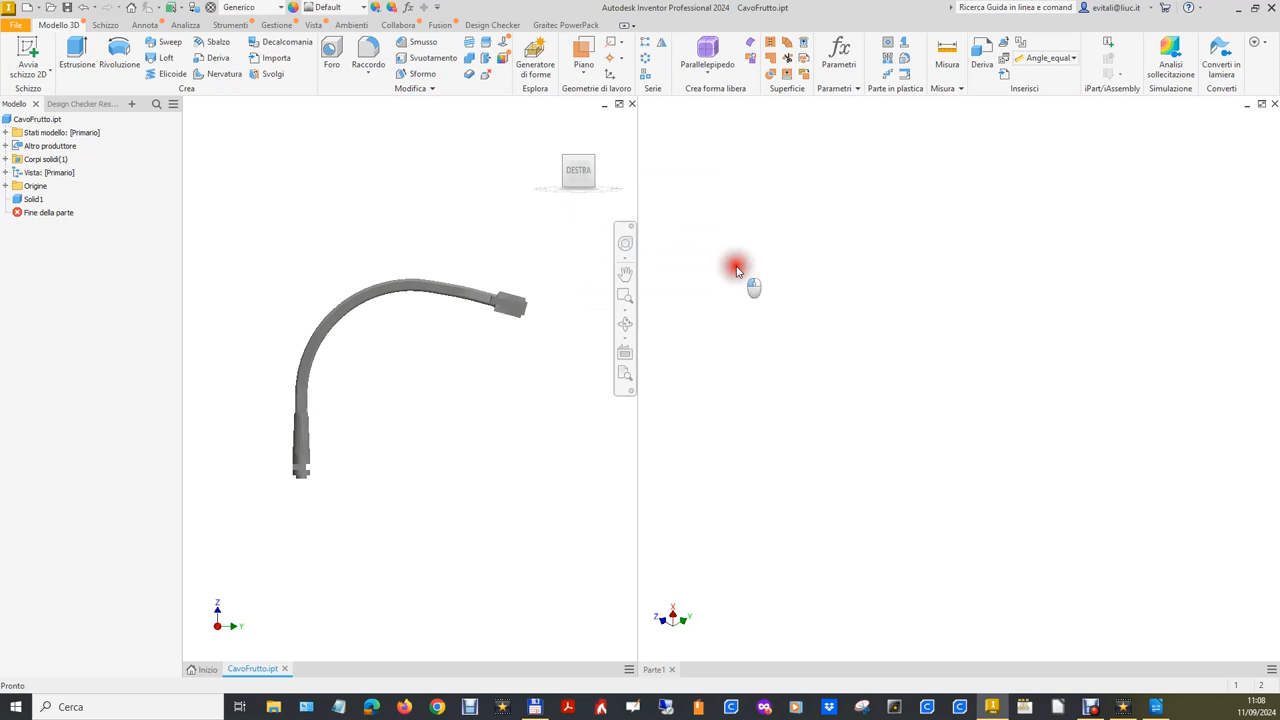 Generico
Default
Autodesk Inventor Professional 2024
CavoFrutto.ipt
Ricerca Guida in linea e comand
evitali@liuc.it
File
Modello 3D
Schizzo
Annota
Analizza
Strumenti
Gestione
Vista
Ambienti
Collabora
Fusion
Design Checker
Graitec PowerPack
Avvia
schizzo 2D
Estrusione
Rivoluzione
Sweep
Loft
Elicoide
Sbalzo
Deriva
Nervatura
Decalcomania
Importa
Svolgi
Foro
Raccordo
Smusso
Svuotamento
Sformo
Generatore
di forme
Piano
Parallelepipedo
Parametri
Misura
Deriva
Angle_equal
Analisi
sollecitazione
Converti in
lamiera
Schizzo
Crea
Modifica
Esplora
Geometrie di lavoro
Serie
Crea forma libera
Superficie
Parametri
Parte in plastica
Misura
Inserisci
iPart/iAssembly
Simulazione
Converti
Modello
Design Checker Res...
CavoFrutto.ipt
Stati modello: [Primario]
Altro produttore
Corpi solidi(1)
Vista: [Primario]
Origine
Solid1
Fine della parte
DESTRA
Z
Y
X
Z
Y
Inizio
CavoFrutto.ipt
Parte1
Pronto
1
2
Cerca
11:08
11/09/2024